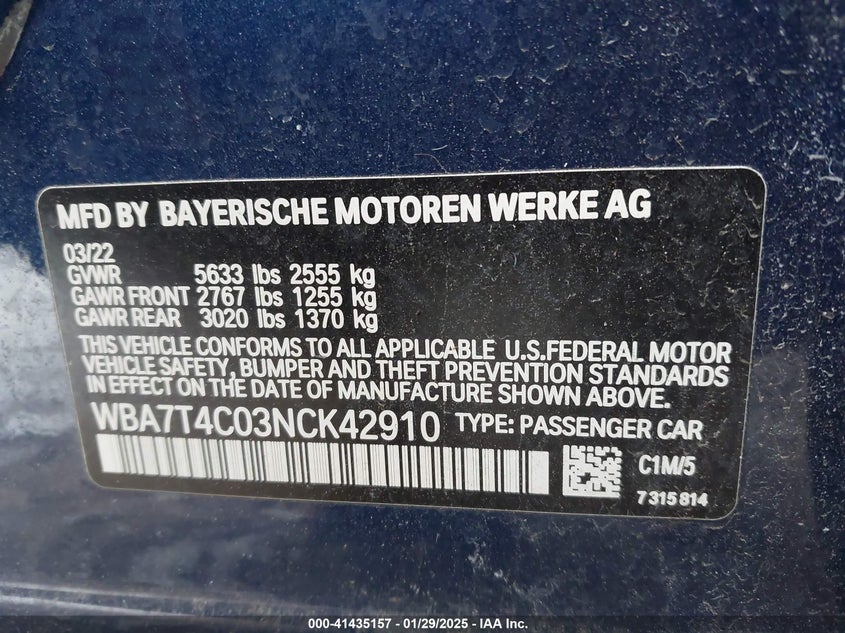 MFD BY BAYERISCHE MOTOREN WERKE AG
03/22
GVWR 5633 lbs 2555 kg
GAWR FRONT 2767 lbs 1255 kg
GAWR REAR 3020 lbs 1370 kg
THIS VEHICLE CONFORMS TO ALL APPLICABLE U.S.FEDERAL MOTOR
VEHICLE SAFETY, BUMPER AND THEFT PREVENTION STANDARDS
IN EFFECT ON THE DATE OF MANUFACTURE SHOWN ABOVE.
WBA7T4C03NCK42910 TYPE: PASSENGER CAR
C1M/5
7315814
000-41435157 - 01/29/2025 - IAA Inc.